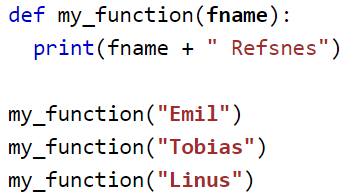 def my_function(fname):
  print(fname + " Refsnes")

my_function("Emil")
my_function("Tobias")
my_function("Linus")